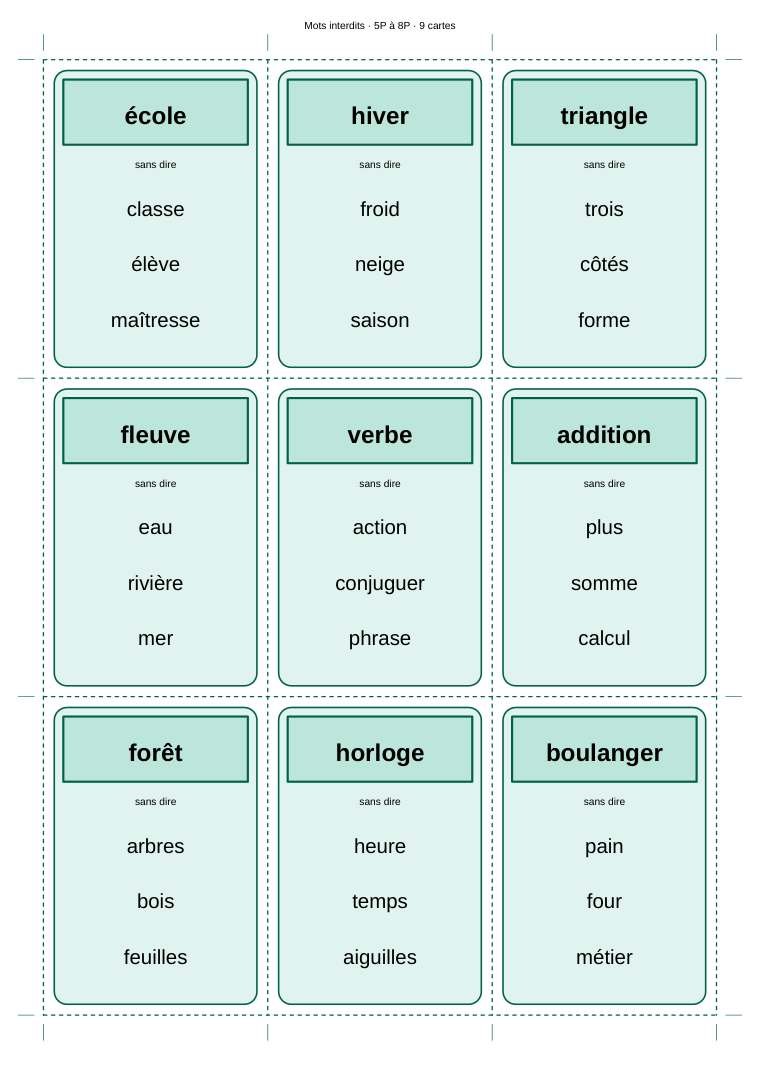 Mots interdits · 5P à 8P · 9 cartes
école
sans dire
classe
élève
maîtresse
hiver
sans dire
froid
neige
saison
triangle
sans dire
trois
côtés
forme
fleuve
sans dire
eau
rivière
mer
verbe
sans dire
action
conjuguer
phrase
addition
sans dire
plus
somme
calcul
forêt
sans dire
arbres
bois
feuilles
horloge
sans dire
heure
temps
aiguilles
boulanger
sans dire
pain
four
métier